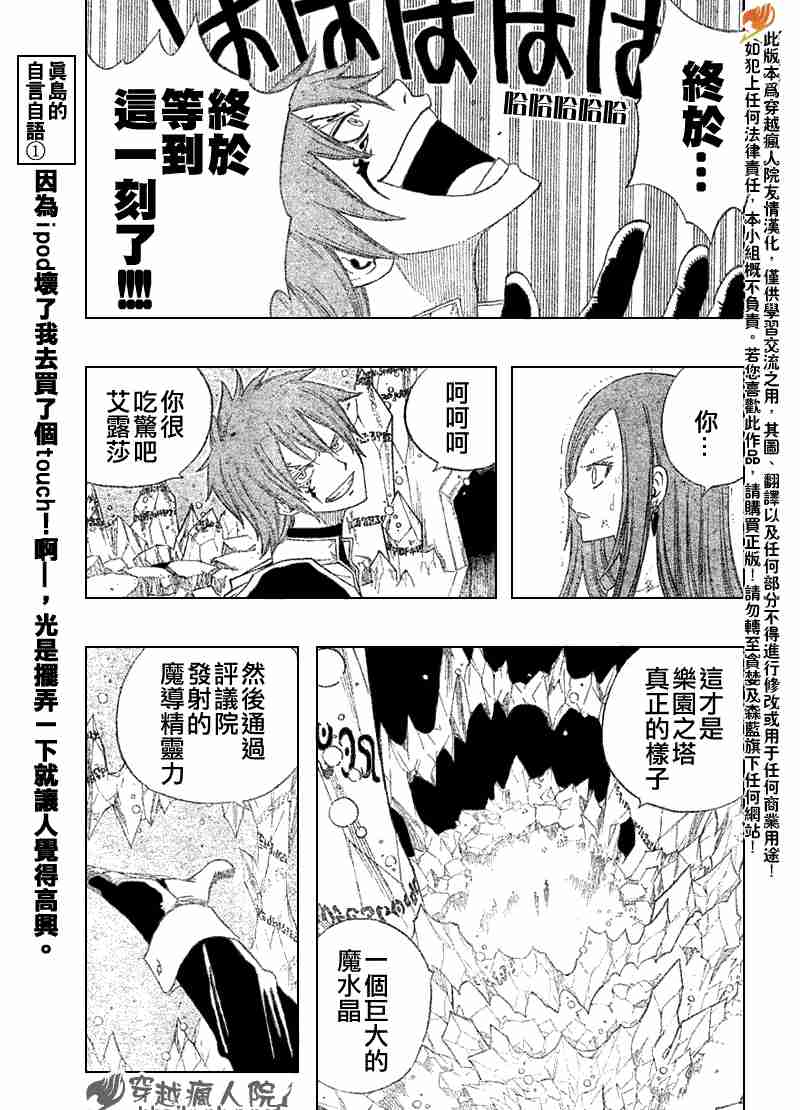 此版本爲穿越瘋人院友情漢化，僅供學習交流之用，其圖、翻譯以及任何部分不得進行修改或用于任何商業用途！
如犯上任何法律責任，本小組概不負責。若您喜歡此作品，請購買正版！請勿轉至貪婪及森藍旗下任何網站！
終於…
ははははは
哈哈哈哈哈
終於
等到
這一刻了!!!!
你…
呵呵呵
你很
吃驚吧
艾露莎
這才是
樂園之塔
真正的樣子
一個巨大的
魔水晶
然後通過
評議院
發射的
魔導精靈力
眞島的
自言自語①
因為ipod壞了我去買了個touch！啊—，光是擺弄一下就讓人覺得高興。
穿越瘋人院